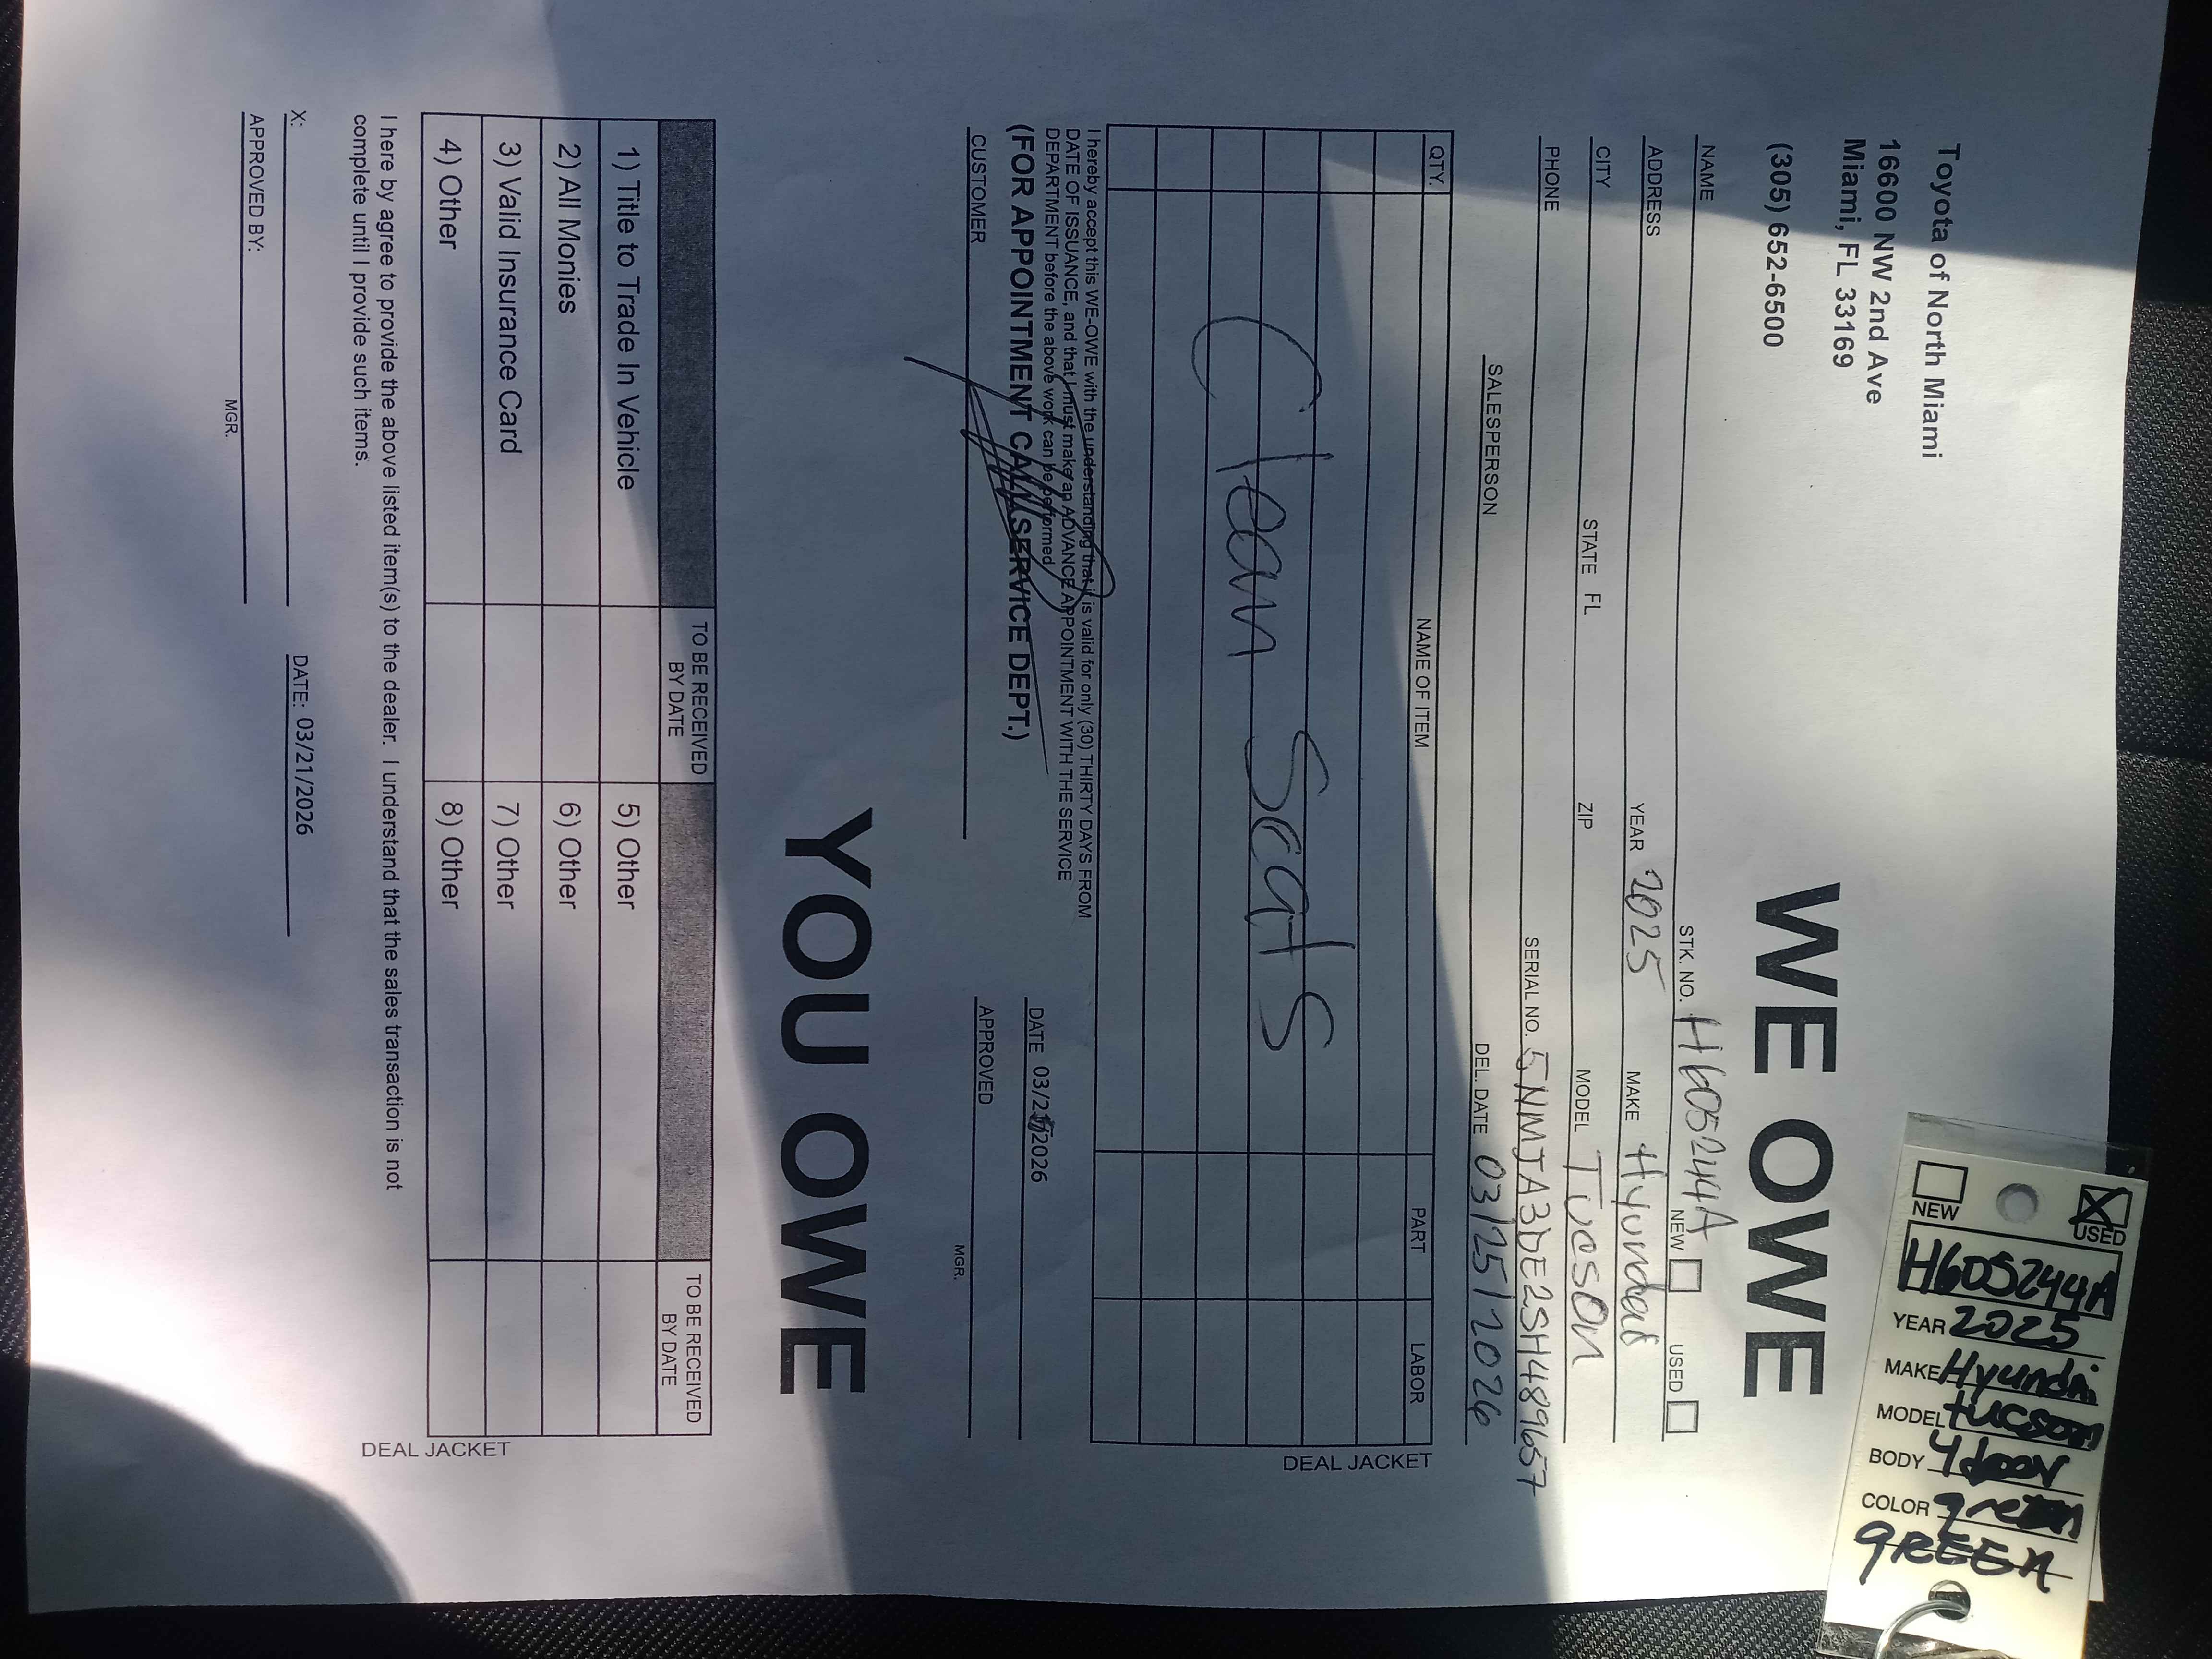 Toyota of North Miami
16600 NW 2nd Ave
Miami, FL 33169
(305) 652-6500
WE OWE
NAME STK. NO. H605244A NEW USED
ADDRESS YEAR 2025 MAKE Hyundai
CITY STATE FL ZIP MODEL Tucson
PHONE SERIAL NO. 5NMJA3DE2SH489657
SALESPERSON DEL. DATE 03/25/2026
QTY. NAME OF ITEM PART LABOR
Clean Seats
DEAL JACKET
I hereby accept this WE-OWE with the understanding that it is valid for only (30) THIRTY DAYS FROM
DATE OF ISSUANCE, and that I must make an ADVANCE APPOINTMENT WITH THE SERVICE
DEPARTMENT before the above work can be performed
(FOR APPOINTMENT CALL SERVICE DEPT.)
DATE 03/2/2026
CUSTOMER APPROVED
MGR.
YOU OWE
TO BE RECEIVED BY DATE TO BE RECEIVED BY DATE
1) Title to Trade In Vehicle 5) Other
2) All Monies 6) Other
3) Valid Insurance Card 7) Other
4) Other 8) Other
DEAL JACKET
I here by agree to provide the above listed item(s) to the dealer. I understand that the sales transaction is not
complete until I provide such items.
X: DATE: 03/21/2026
APPROVED BY:
MGR.
NEW USED
H605244A
YEAR 2025
MAKE Hyundai
MODEL tucson
BODY 4door
COLOR green
GREEN